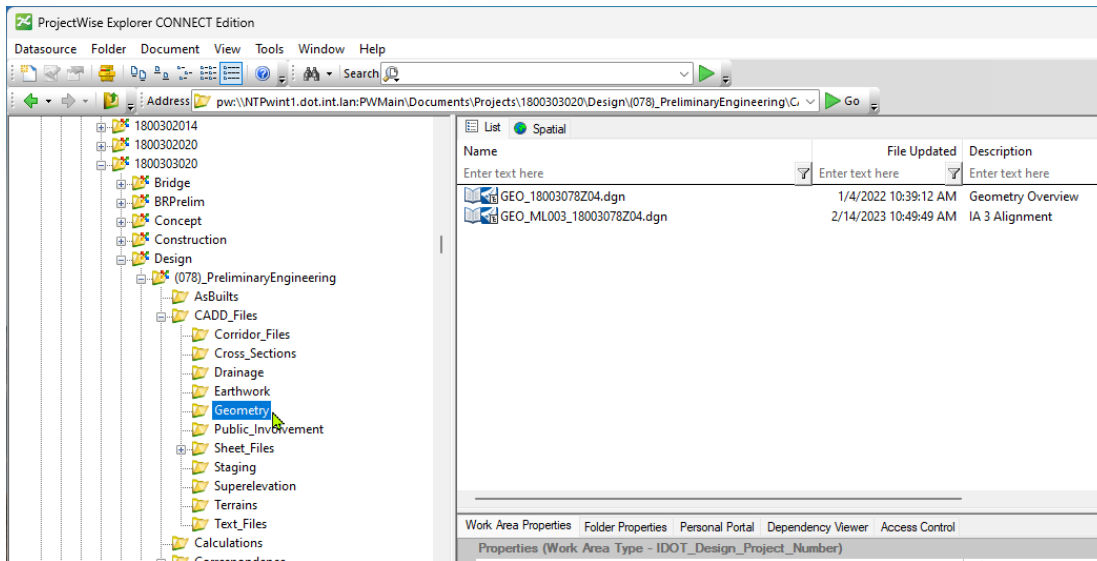 ProjectWise Explorer CONNECT Edition
Datasource Folder Document View Tools Window Help
Search
Address pw:\\NTPwint1.dot.int.lan:PWMain\Documents\Projects\1800303020\Design\(078)_PreliminaryEngineering\C Go
1800302014
1800302020
1800303020
Bridge
BRPrelim
Concept
Construction
Design
(078)_PreliminaryEngineering
AsBuilts
CADD_Files
Corridor_Files
Cross_Sections
Drainage
Earthwork
Geometry
Public_Involvement
Sheet_Files
Staging
Superelevation
Terrains
Text_Files
Calculations
Correspondence
List Spatial
Name File Updated Description
Enter text here Enter text here Enter text here
GEO_18003078Z04.dgn 1/4/2022 10:39:12 AM Geometry Overview
GEO_ML003_18003078Z04.dgn 2/14/2023 10:49:49 AM IA 3 Alignment
Work Area Properties Folder Properties Personal Portal Dependency Viewer Access Control
Properties (Work Area Type - IDOT_Design_Project_Number)